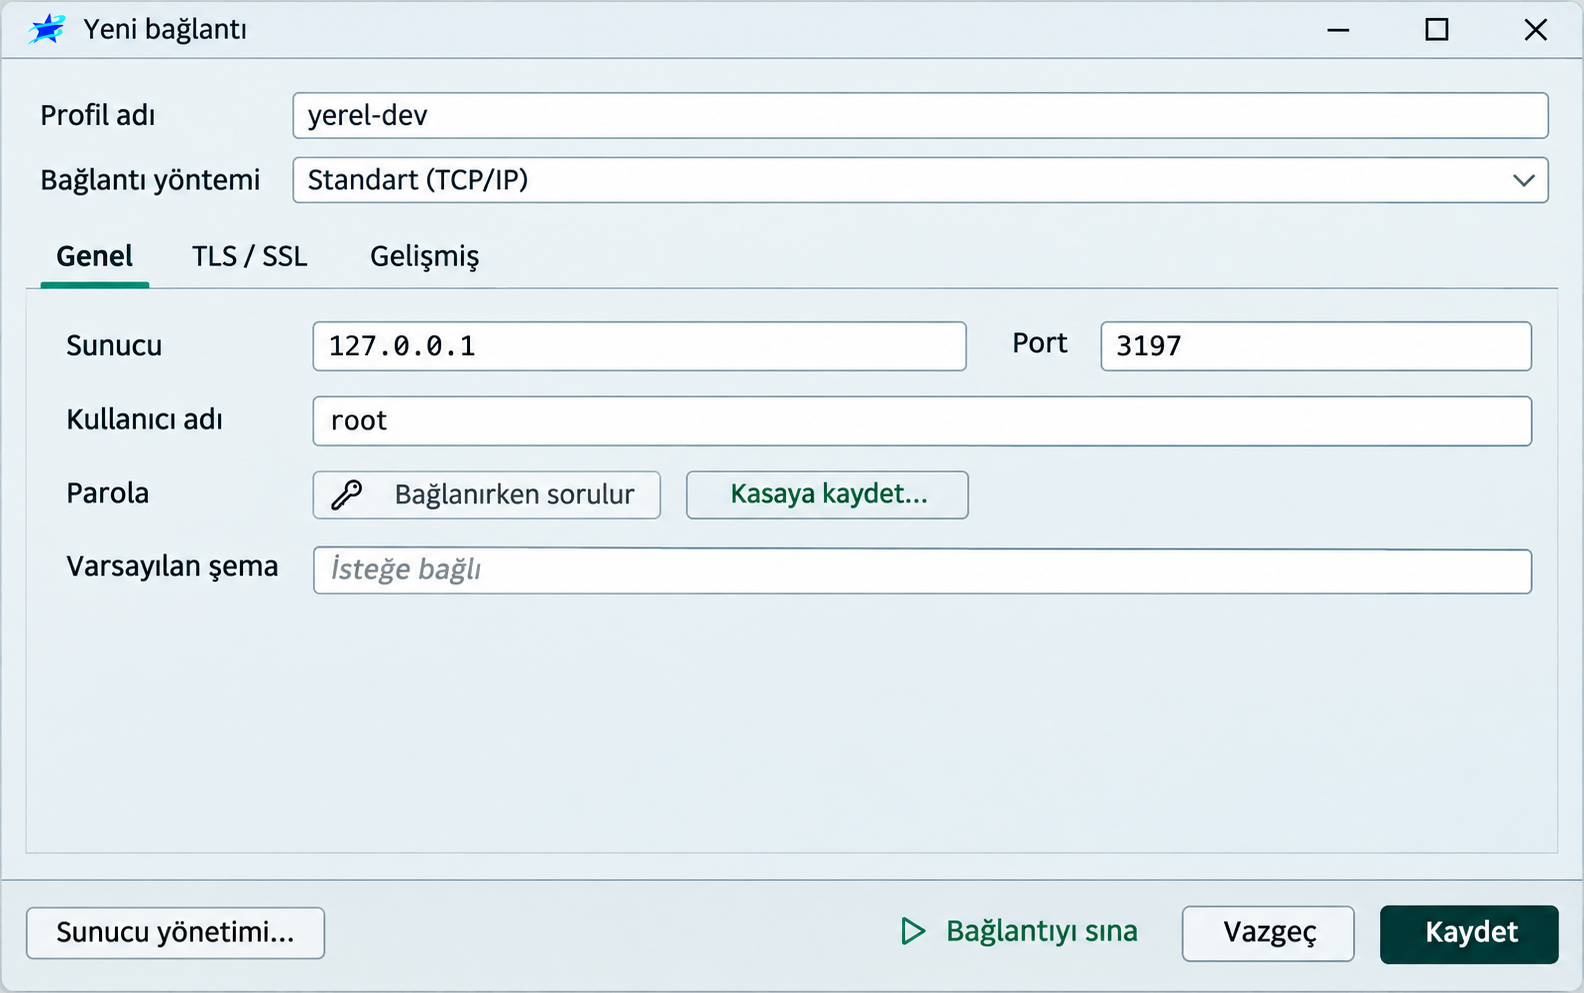 Yeni bağlantı
Profil adı yerel-dev
Bağlantı yöntemi Standart (TCP/IP)
Genel TLS / SSL Gelişmiş
Sunucu 127.0.0.1 Port 3197
Kullanıcı adı root
Parola Bağlanırken sorulur Kasaya kaydet...
Varsayılan şema İsteğe bağlı
Sunucu yönetimi... Bağlantıyı sına Vazgeç Kaydet